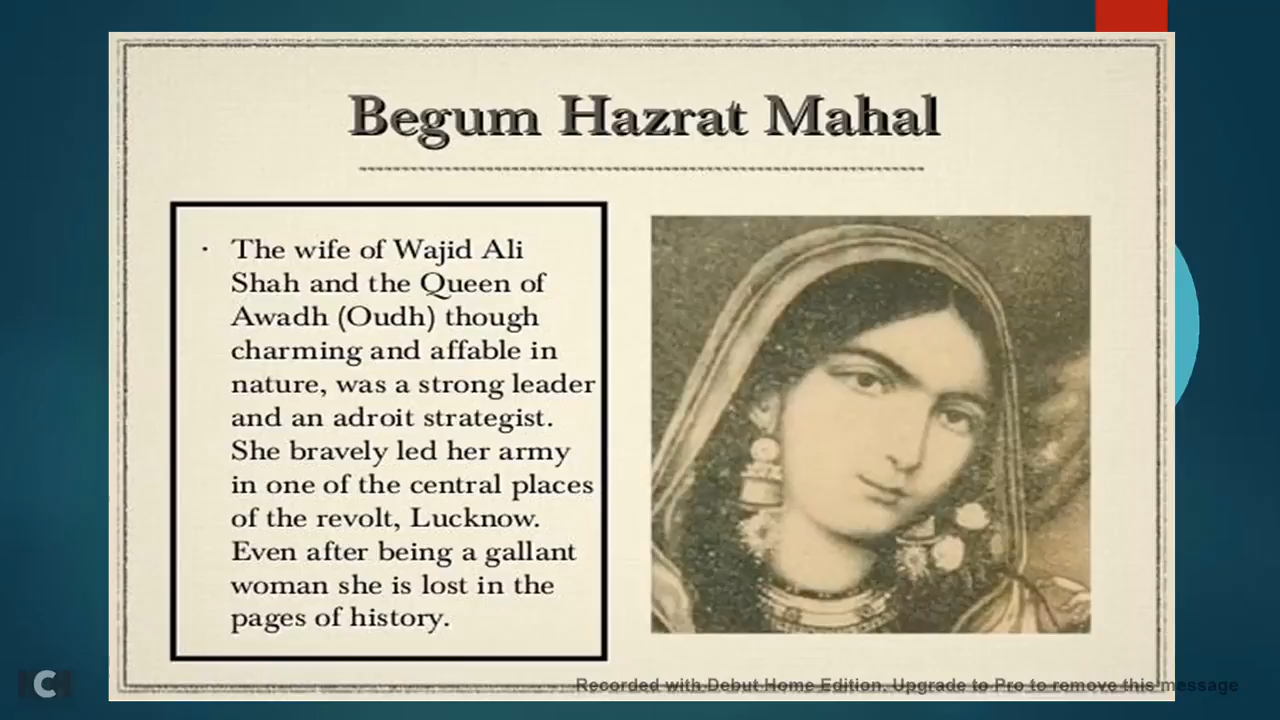 Begum Hazrat Mahal
· The wife of Wajid Ali
Shah and the Queen of
Awadh (Oudh) though
charming and affable in
nature, was a strong leader
and an adroit strategist.
She bravely led her army
in one of the central places
of the revolt, Lucknow.
Even after being a gallant
woman she is lost in the
pages of history.
Recorded with Debut Home Edition. Upgrade to Pro to remove this message